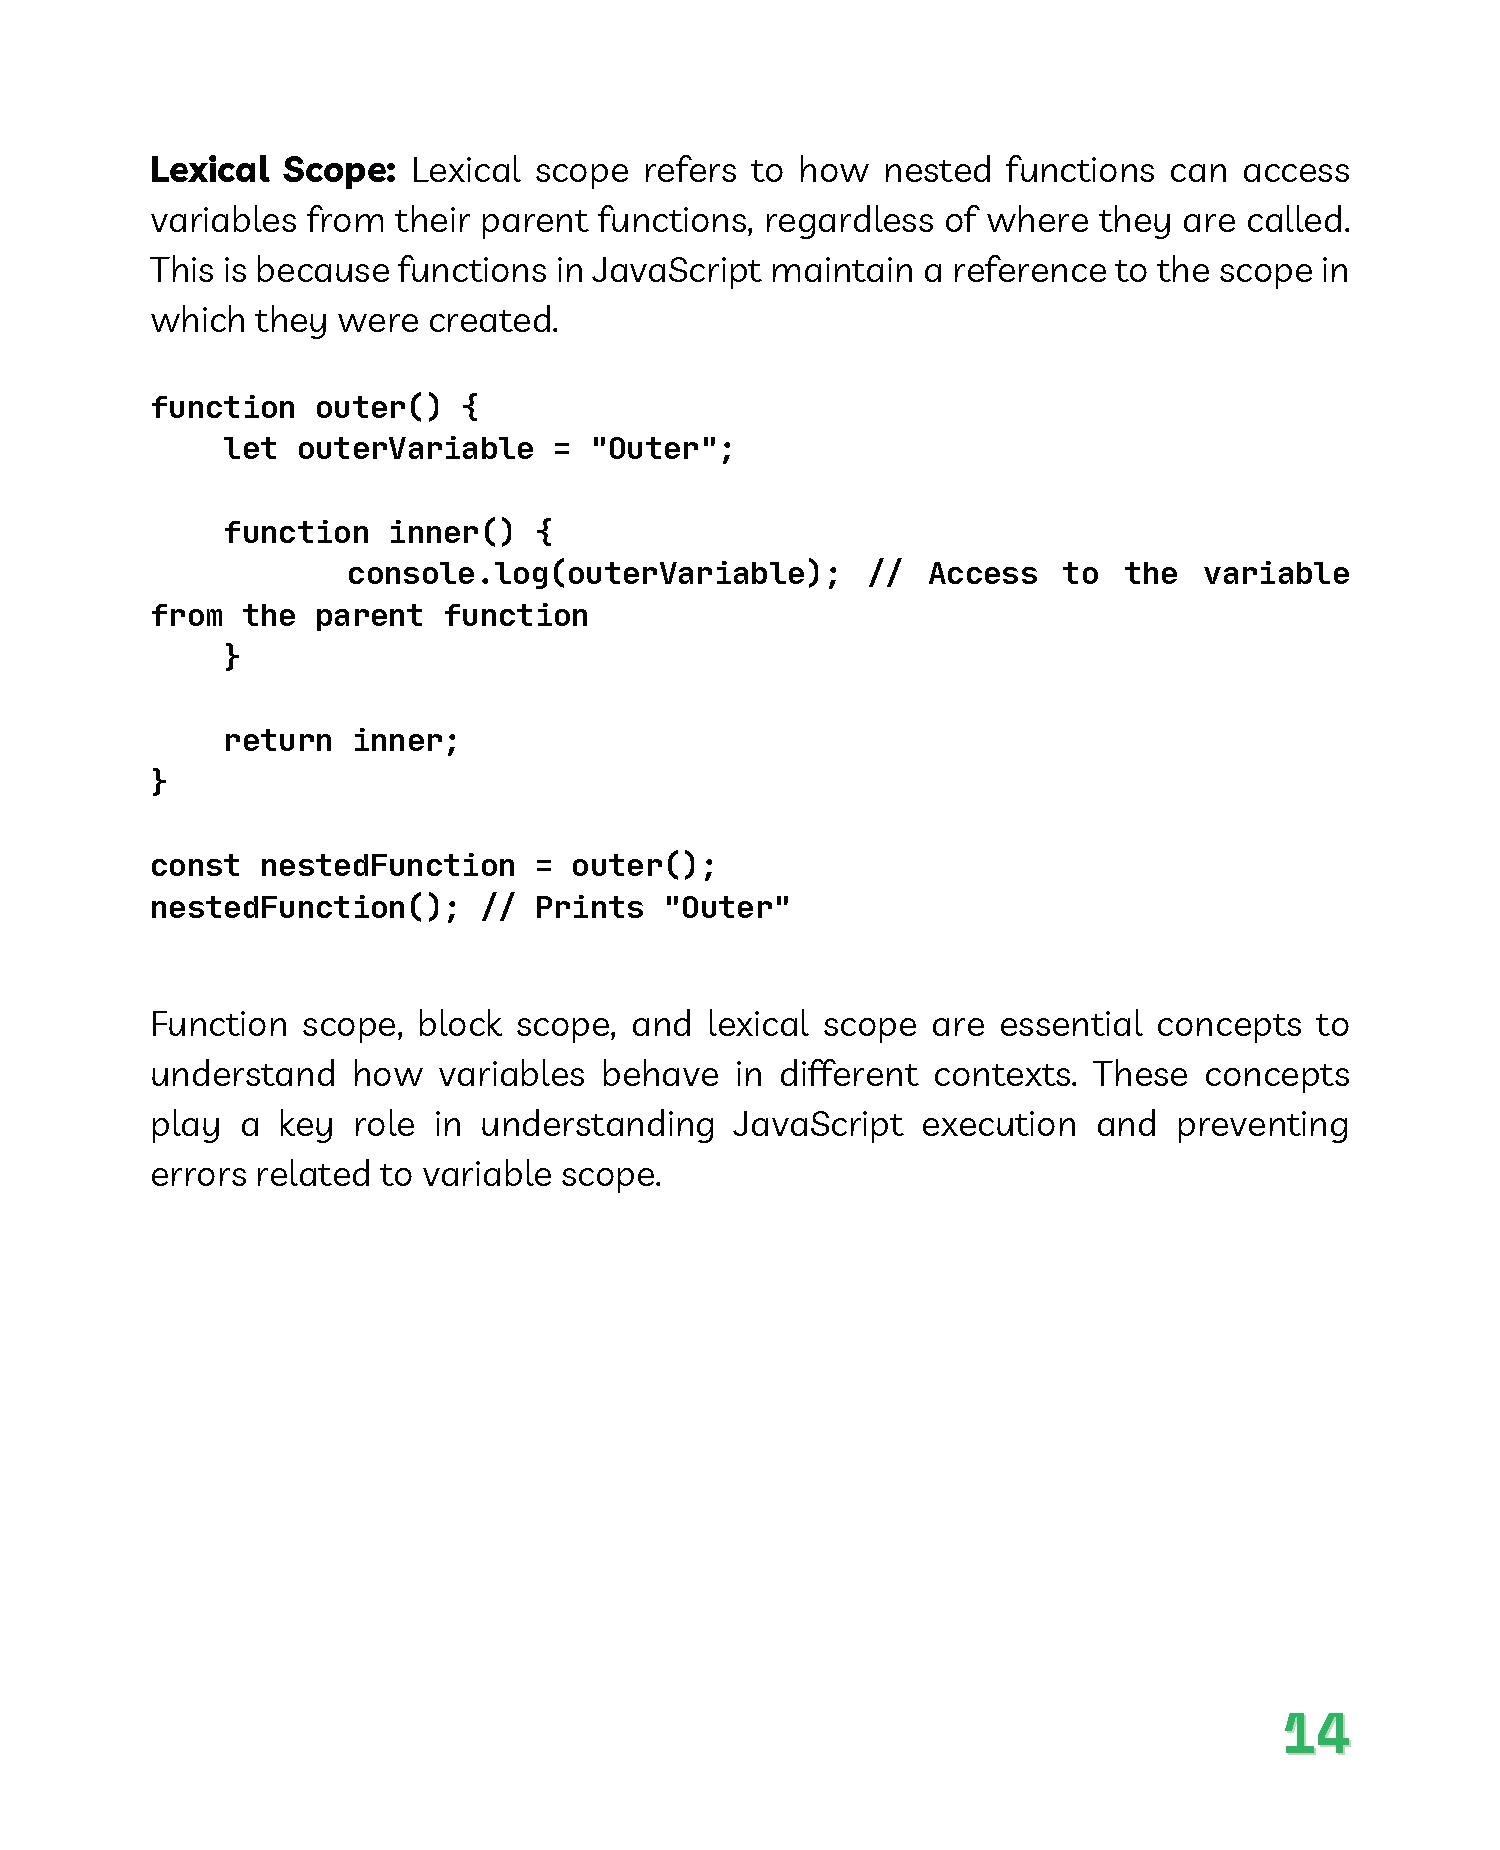 Lexical Scope: Lexical scope refers to how nested functions can access
variables from their parent functions, regardless of where they are called.
This is because functions in JavaScript maintain a reference to the scope in
which they were created.
function outer() {
    let outerVariable = "Outer";
    function inner() {
        console.log(outerVariable); // Access to the variable
from the parent function
    }
    return inner;
}
const nestedFunction = outer();
nestedFunction(); // Prints "Outer"
Function scope, block scope, and lexical scope are essential concepts to
understand how variables behave in different contexts. These concepts
play a key role in understanding JavaScript execution and preventing
errors related to variable scope.
14